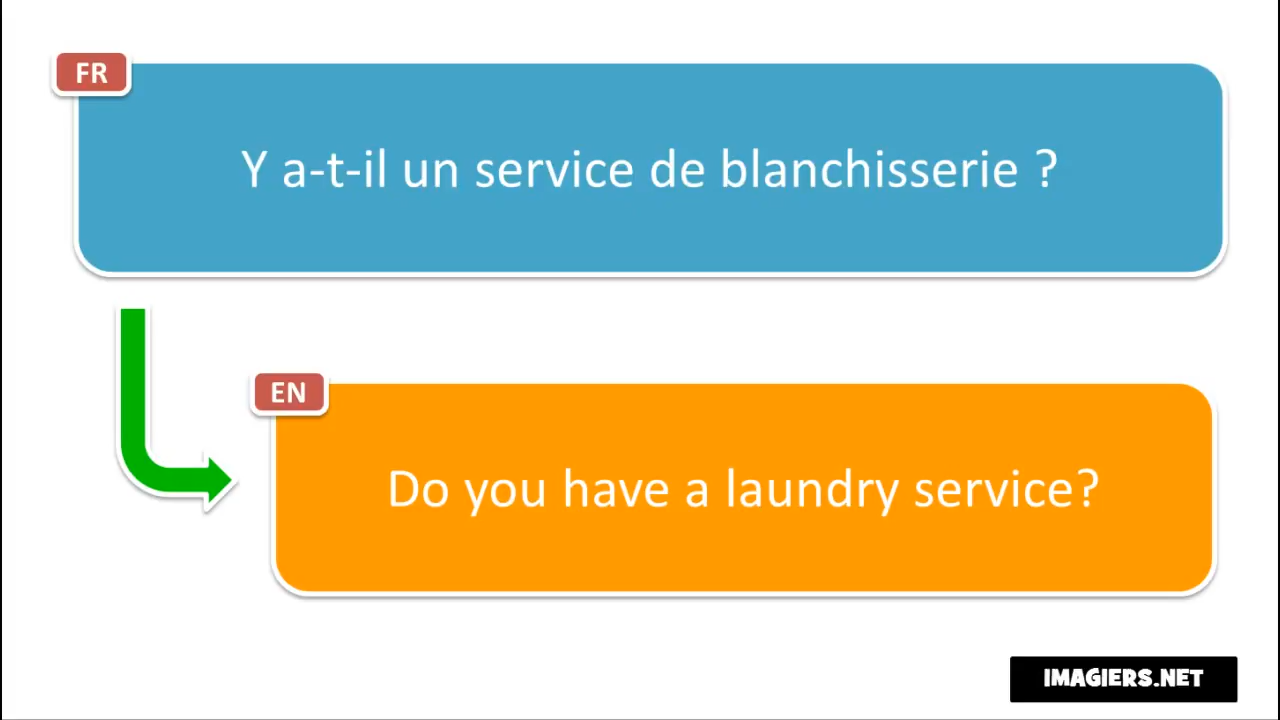 FR
Y a-t-il un service de blanchisserie ?
EN
Do you have a laundry service?
IMAGIERS.NET